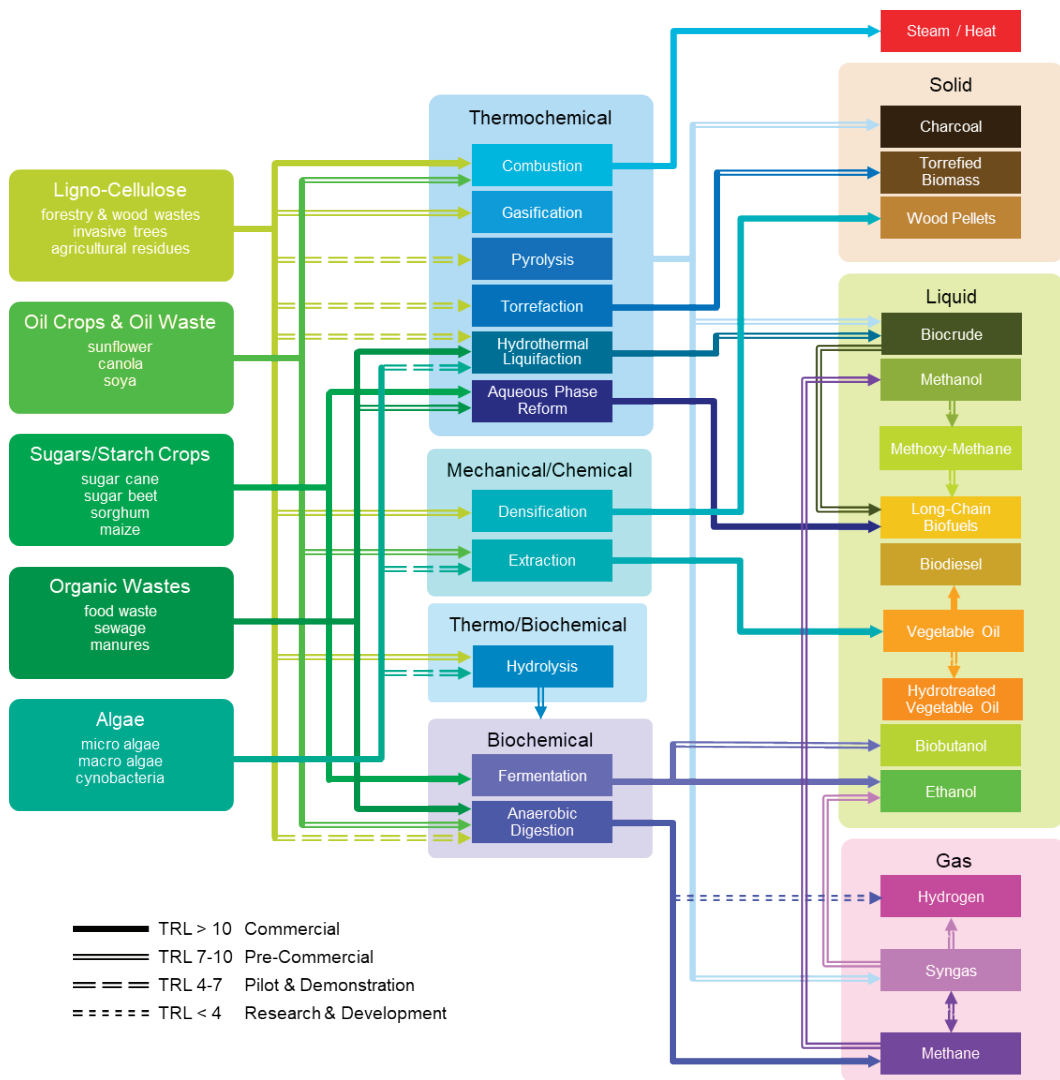 Steam / Heat
Solid
Charcoal
Torrefied
Biomass
Wood Pellets
Thermochemical
Combustion
Gasification
Pyrolysis
Torrefaction
Hydrothermal
Liquifaction
Aqueous Phase
Reform
Ligno-Cellulose
forestry & wood wastes
invasive trees
agricultural residues
Oil Crops & Oil Waste
sunflower
canola
soya
Sugars/Starch Crops
sugar cane
sugar beet
sorghum
maize
Organic Wastes
food waste
sewage
manures
Algae
micro algae
macro algae
cynobacteria
Mechanical/Chemical
Densification
Extraction
Thermo/Biochemical
Hydrolysis
Biochemical
Fermentation
Anaerobic
Digestion
Liquid
Biocrude
Methanol
Methoxy-Methane
Long-Chain
Biofuels
Biodiesel
Vegetable Oil
Hydrotreated
Vegetable Oil
Biobutanol
Ethanol
Gas
Hydrogen
Syngas
Methane
TRL > 10 Commercial
TRL 7-10 Pre-Commercial
TRL 4-7 Pilot & Demonstration
TRL < 4 Research & Development